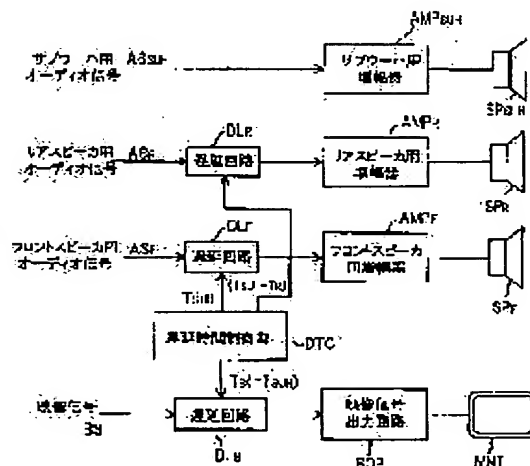 サブウーハ用
オーディオ信号
AMPSUH
サブウーハ用
増幅器
SPSUH
リアスピーカ用
オーディオ信号
DLR
遅延回路
AMPR
リアスピーカ用
増幅器
SPR
フロントスピーカ用
オーディオ信号
ASF
DLF
遅延回路
AMPF
フロントスピーカ
用増幅器
SPF
遅延時間制御部
DTC
映像信号
遅延回路
映像信号
出力回路
MNT